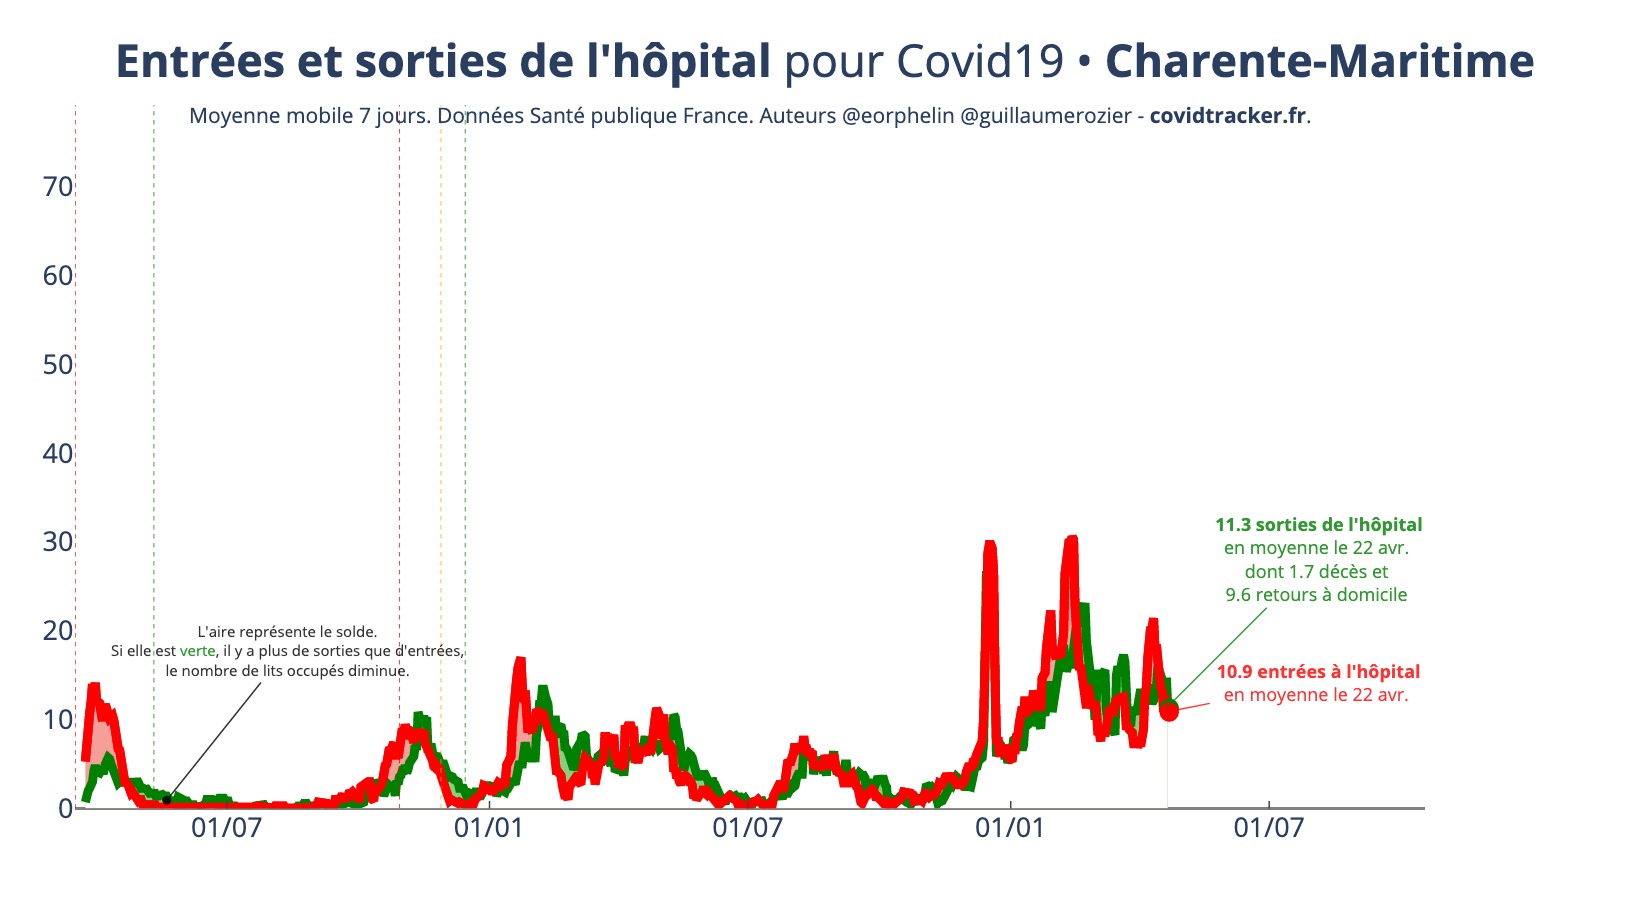 Entrées et sorties de l'hôpital pour Covid19 • Charente-Maritime
Moyenne mobile 7 jours. Données Santé publique France. Auteurs @eorphelin @guillaumerozier - covidtracker.fr.
70
60
50
40
30
20
10
0
L'aire représente le solde.
Si elle est verte, il y a plus de sorties que d'entrées,
le nombre de lits occupés diminue.
11.3 sorties de l'hôpital
en moyenne le 22 avr.
dont 1.7 décès et
9.6 retours à domicile
10.9 entrées à l'hôpital
en moyenne le 22 avr.
01/07
01/01
01/07
01/01
01/07